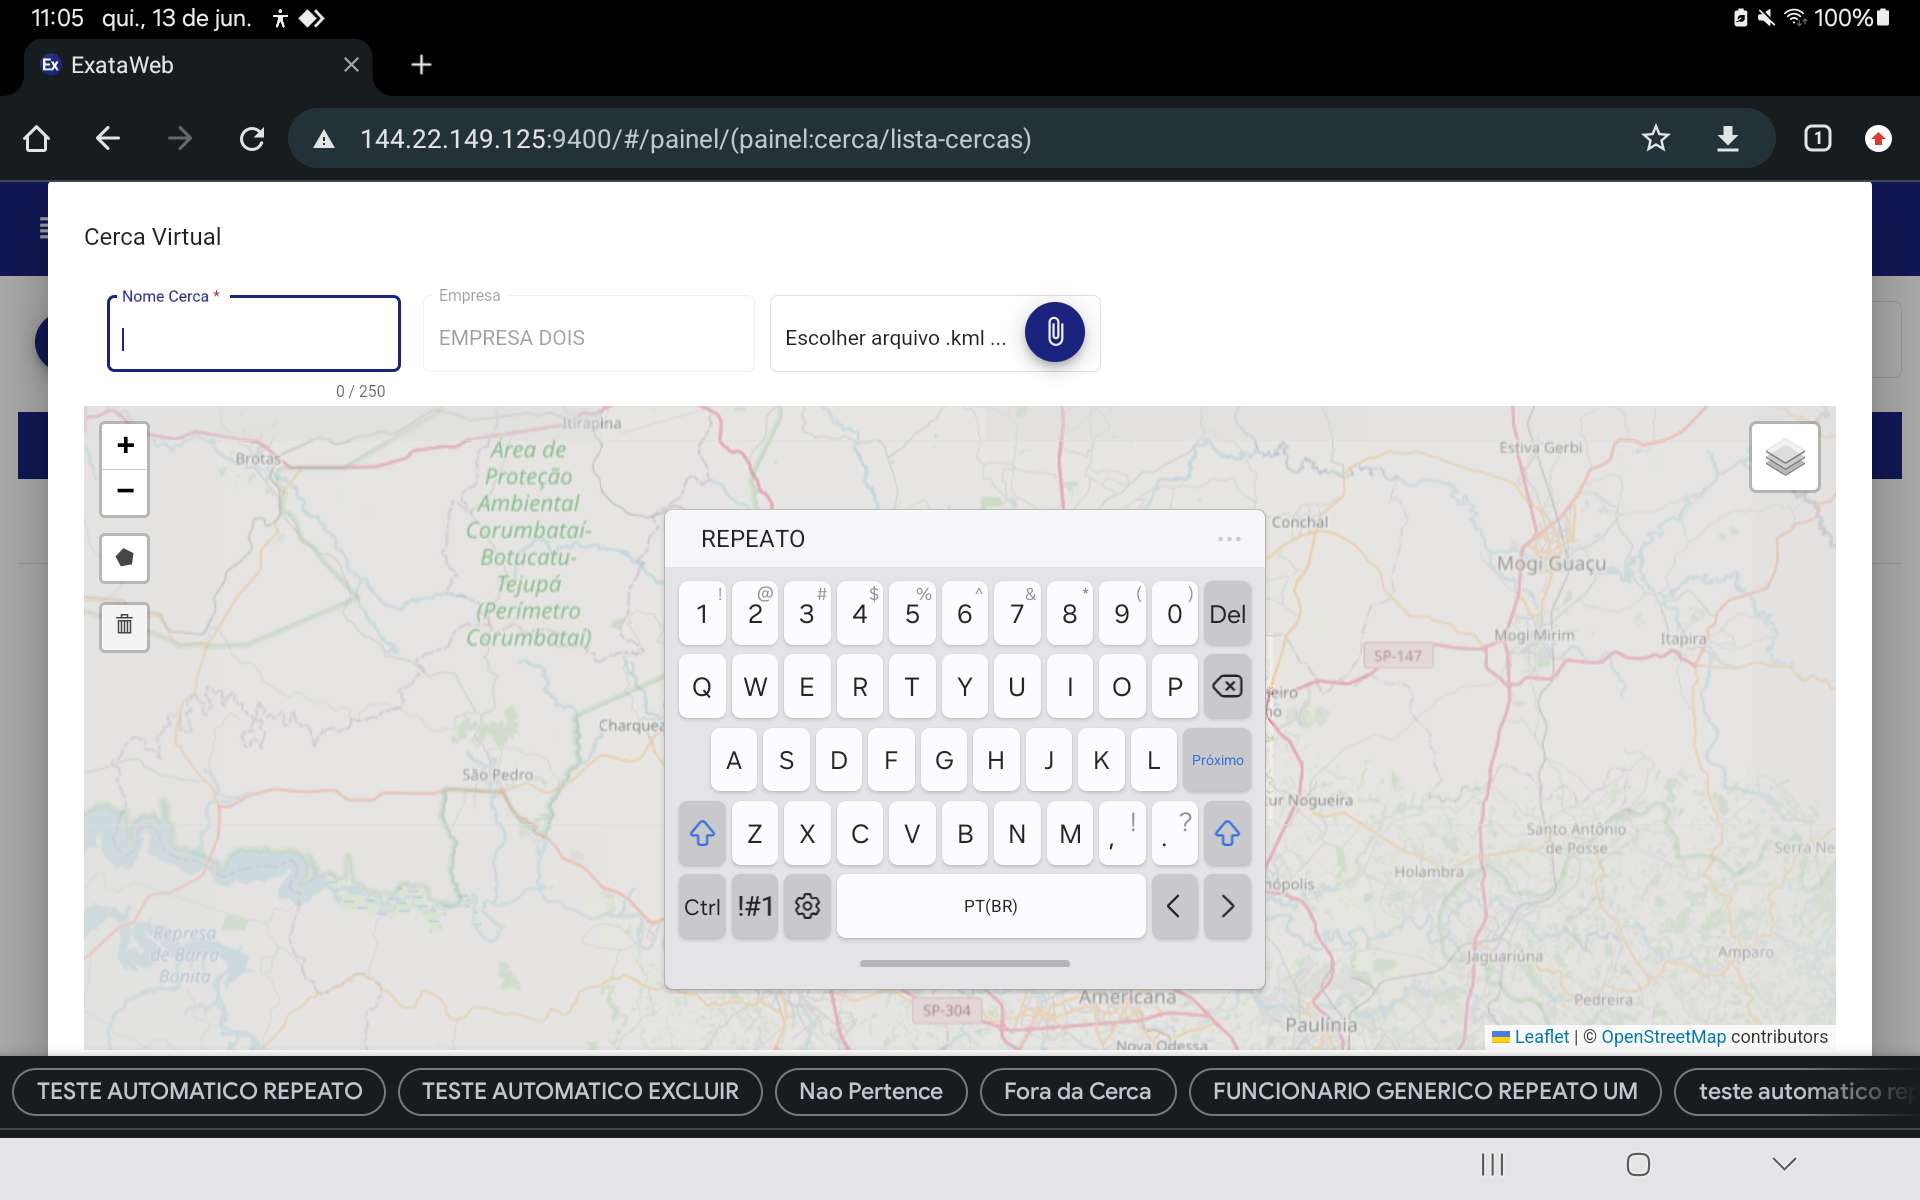 11:05 qui., 13 de jun. 100%
Ex ExataWeb
144.22.149.125:9400/#/painel/(painel:cerca/lista-cercas) 1
Cerca Virtual
Nome Cerca *
Empresa
EMPRESA DOIS
Escolher arquivo .kml ...
0 / 250
+
−
Itirapina
Brotas
Área de
Proteção
Ambiental
Corumbataí-
Botucatu-
Tejupá
(Perímetro
Corumbataí)
Estiva Gerbi
Conchal
Mogi Guaçu
Mogi Mirim
Itapira
SP-147
Charquea
São Pedro
eiro
no
ur Nogueira
Santo Antônio
de Posse
Serra Ne
Holambra
nópolis
Represa
de Barra
Bonita
Jaguariúna
Amparo
Pedreira
Americana
SP-304
Paulínia
Nova Odessa
REPEATO ...
! @ # $ % ^ & * ( )
1 2 3 4 5 6 7 8 9 0 Del
Q W E R T Y U I O P
A S D F G H J K L Próximo
Z X C V B N M , ! . ?
Ctrl !#1 PT(BR) < >
Leaflet | © OpenStreetMap contributors
TESTE AUTOMATICO REPEATO TESTE AUTOMATICO EXCLUIR Nao Pertence Fora da Cerca FUNCIONARIO GENERICO REPEATO UM teste automatico rep